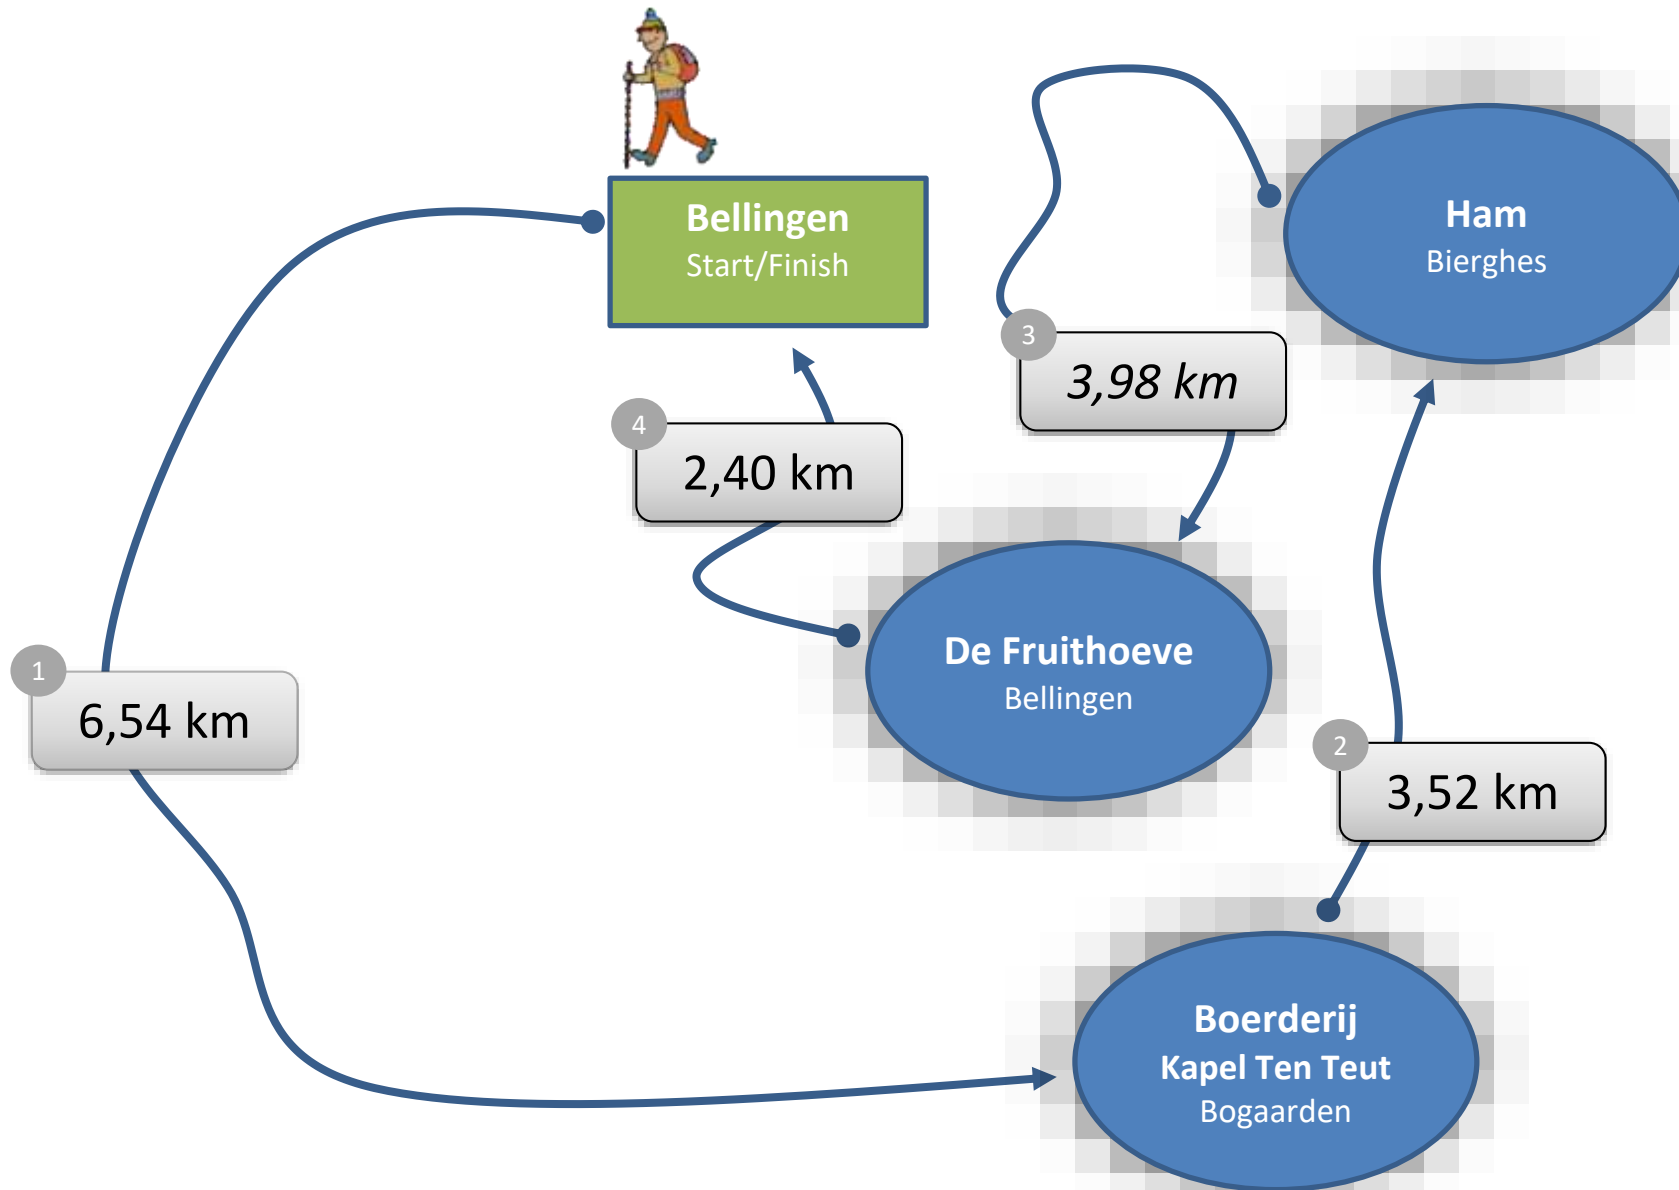 Bellingen
Start/Finish
Ham
Bierghes
3
3,98 km
4
2,40 km
De Fruithoeve
Bellingen
1
6,54 km
2
3,52 km
Boerderij
Kapel Ten Teut
Bogaarden